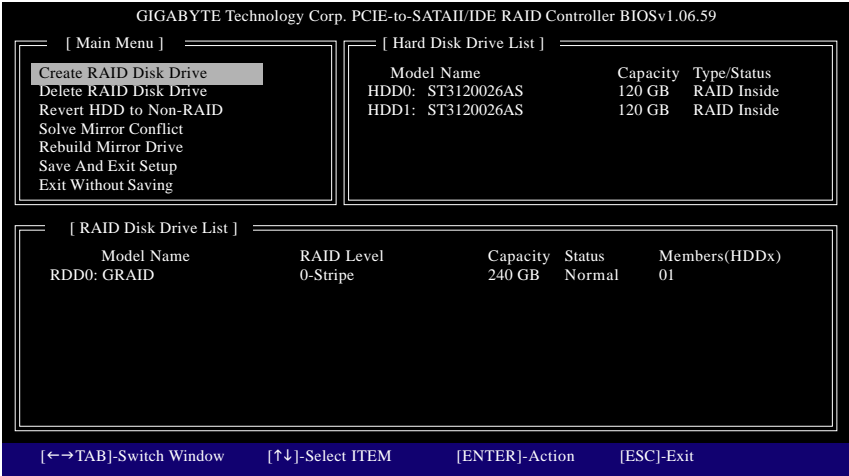 GIGABYTE Technology Corp. PCIE-to-SATAII/IDE RAID Controller BIOSv1.06.59
[ Main Menu ]
Create RAID Disk Drive
Delete RAID Disk Drive
Revert HDD to Non-RAID
Solve Mirror Conflict
Rebuild Mirror Drive
Save And Exit Setup
Exit Without Saving
[ Hard Disk Drive List ]
Model Name Capacity Type/Status
HDD0: ST3120026AS 120 GB RAID Inside
HDD1: ST3120026AS 120 GB RAID Inside
[ RAID Disk Drive List ]
Model Name RAID Level Capacity Status Members(HDDx)
RDD0: GRAID 0-Stripe 240 GB Normal 01
[←→TAB]-Switch Window [↑↓]-Select ITEM [ENTER]-Action [ESC]-Exit